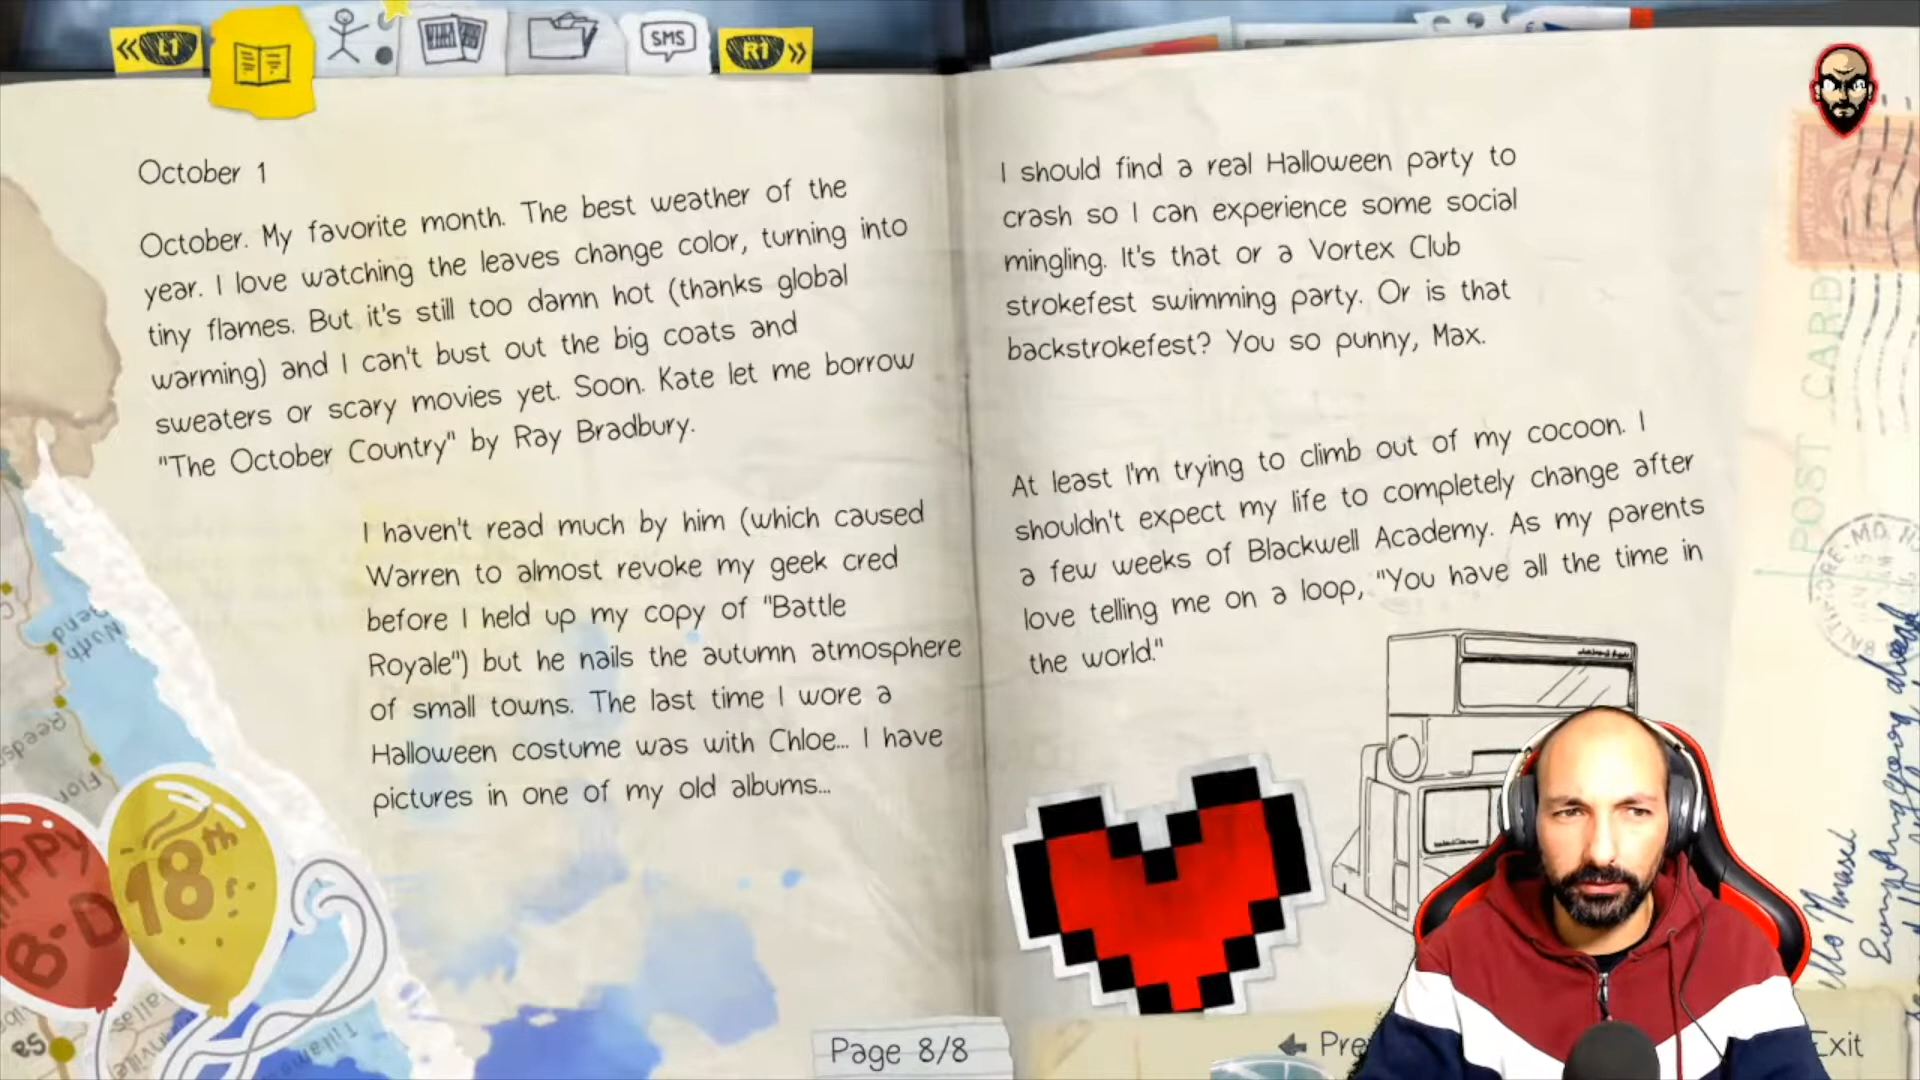 L1
SMS
R1
October 1
October. My favorite month. The best weather of the
year. I love watching the leaves change color, turning into
tiny flames. But it's still too damn hot (thanks global
warming) and I can't bust out the big coats and
sweaters or scary movies yet. Soon. Kate let me borrow
"The October Country" by Ray Bradbury.
I haven't read much by him (which caused
Warren to almost revoke my geek cred
before I held up my copy of "Battle
Royale") but he nails the autumn atmosphere
of small towns. The last time I wore a
Halloween costume was with Chloe... I have
pictures in one of my old albums...
I should find a real Halloween party to
crash so I can experience some social
mingling. It's that or a Vortex Club
strokefest swimming party. Or is that
backstrokefest? You so punny, Max.
At least I'm trying to climb out of my cocoon. I
shouldn't expect my life to completely change after
a few weeks of Blackwell Academy. As my parents
love telling me on a loop, "You have all the time in
the world."
POST CARD
North
Bend
18th
B-D
Page 8/8
Pre
Exit